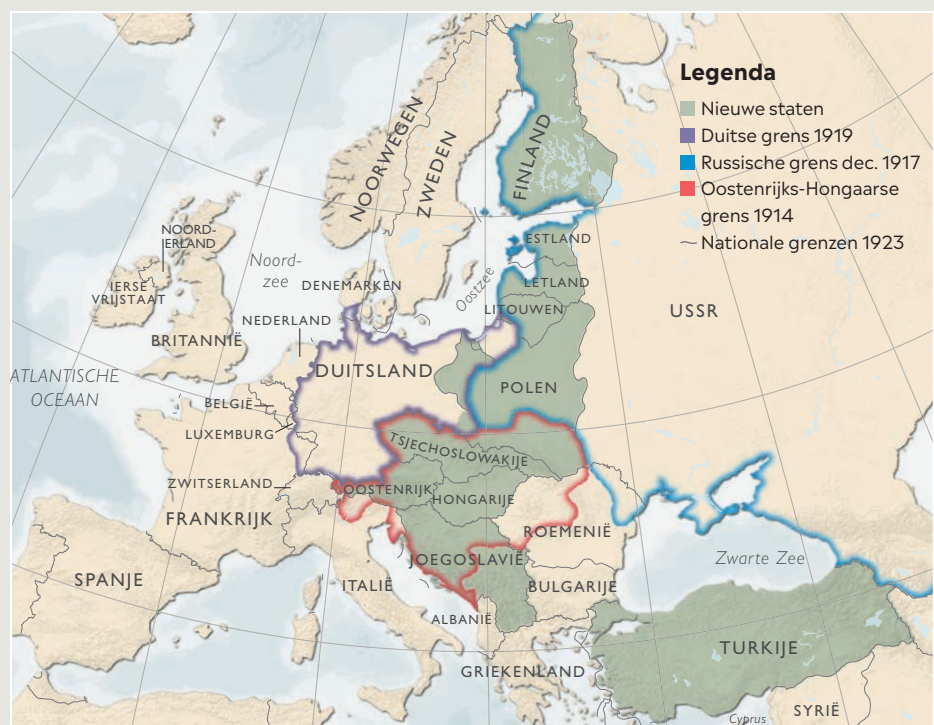 Legenda
Nieuwe staten
Duitse grens 1919
Russische grens dec. 1917
Oostenrijks-Hongaarse
grens 1914
Nationale grenzen 1923
NOORWEGEN
ZWEDEN
FINLAND
NOORD-
IERLAND
Noord-
zee
ESTLAND
IERSE
VRIJSTAAT
DENEMARKEN
Oostzee
LETLAND
LITOUWEN
NEDERLAND
USSR
BRITANNIË
ATLANTISCHE
OCEAAN
DUITSLAND
POLEN
BELGIË
LUXEMBURG
TSJECHOSLOWAKIJE
ZWITSERLAND
OOSTENRIJK
HONGARIJE
FRANKRIJK
ROEMENIË
JOEGOSLAVIË
Zwarte Zee
SPANJE
ITALIË
BULGARIJE
ALBANIË
TURKIJE
GRIEKENLAND
SYRIË
Cyprus